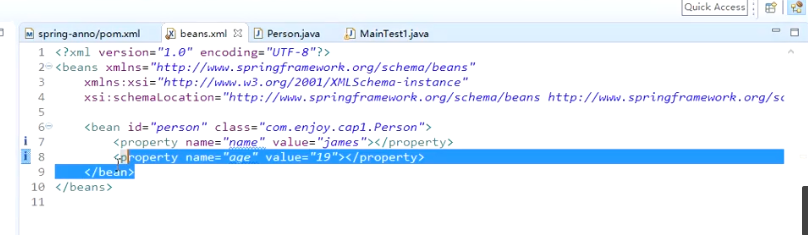 Quick Access
spring-anno/pom.xml beans.xml Person.java MainTest1.java
1 <?xml version="1.0" encoding="UTF-8"?>
2 <beans xmlns="http://www.springframework.org/schema/beans"
3 xmlns:xsi="http://www.w3.org/2001/XMLSchema-instance"
4 xsi:schemaLocation="http://www.springframework.org/schema/beans http://www.springframework.org/sc
5
6 <bean id="person" class="com.enjoy.cap1.Person">
7 <property name="name" value="james"></property>
8 <property name="age" value="19"></property>
9 </bean>
10 </beans>
11